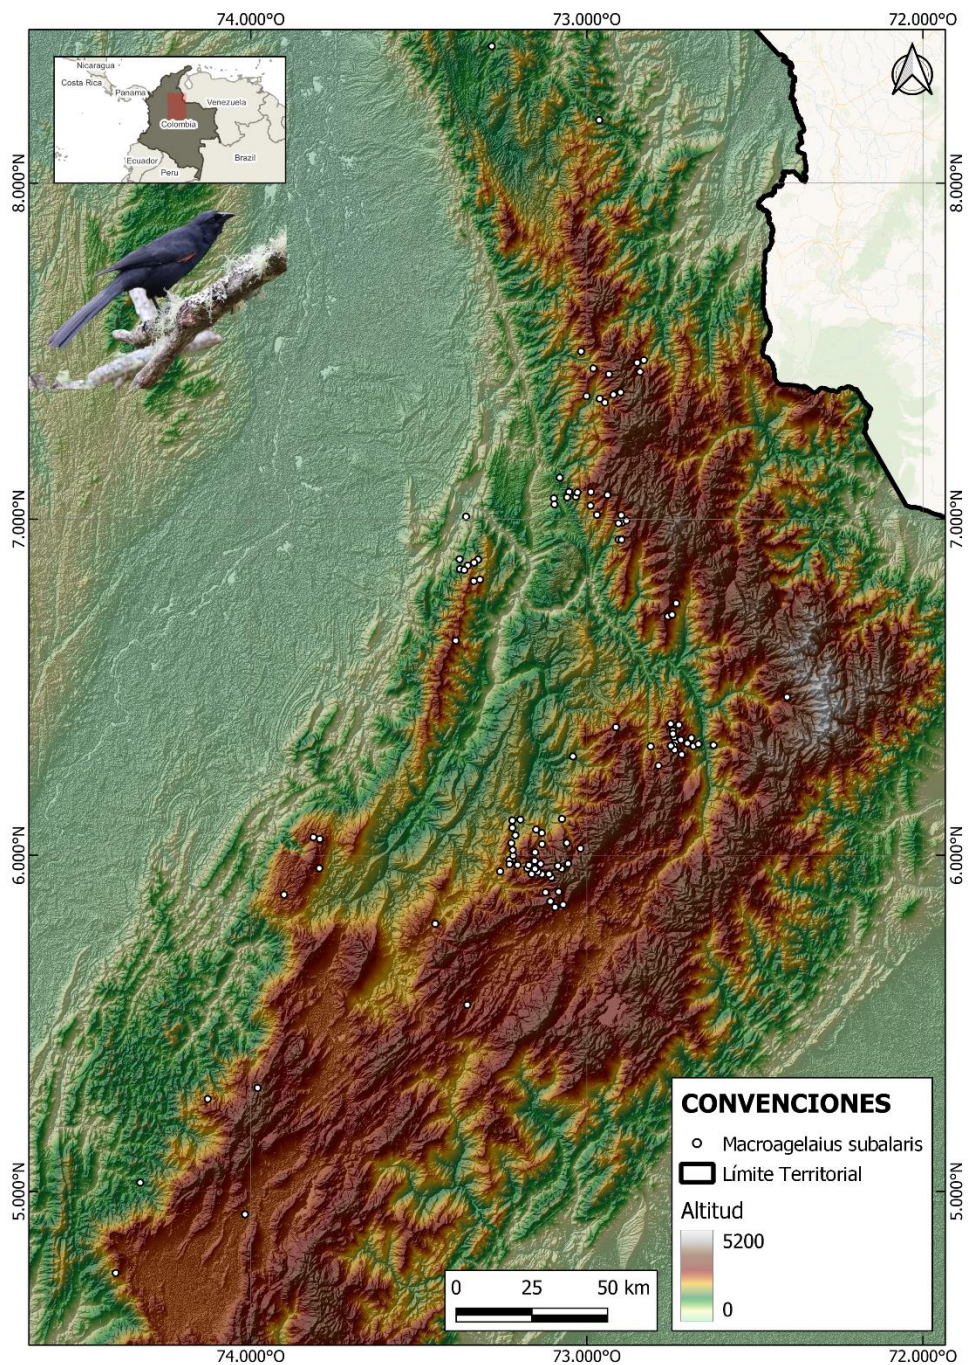 74.000°O 73.000°O 72.000°O
Nicaragua
Costa Rica
Panama
Venezuela
Colombia
Ecuador
Brazil
Peru
8.000°N 8.000°N
7.000°N 7.000°N
6.000°N 6.000°N
5.000°N 5.000°N
CONVENCIONES
Macroagelaius subalaris
Límite Territorial
Altitud
5200
0
0 25 50 km
74.000°O 73.000°O 72.000°O